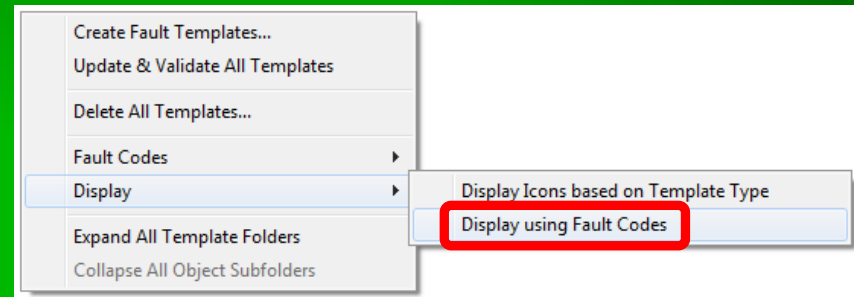 Create Fault Templates...
Update & Validate All Templates
Delete All Templates...
Fault Codes
Display
Expand All Template Folders
Collapse All Object Subfolders
Display Icons based on Template Type
Display using Fault Codes